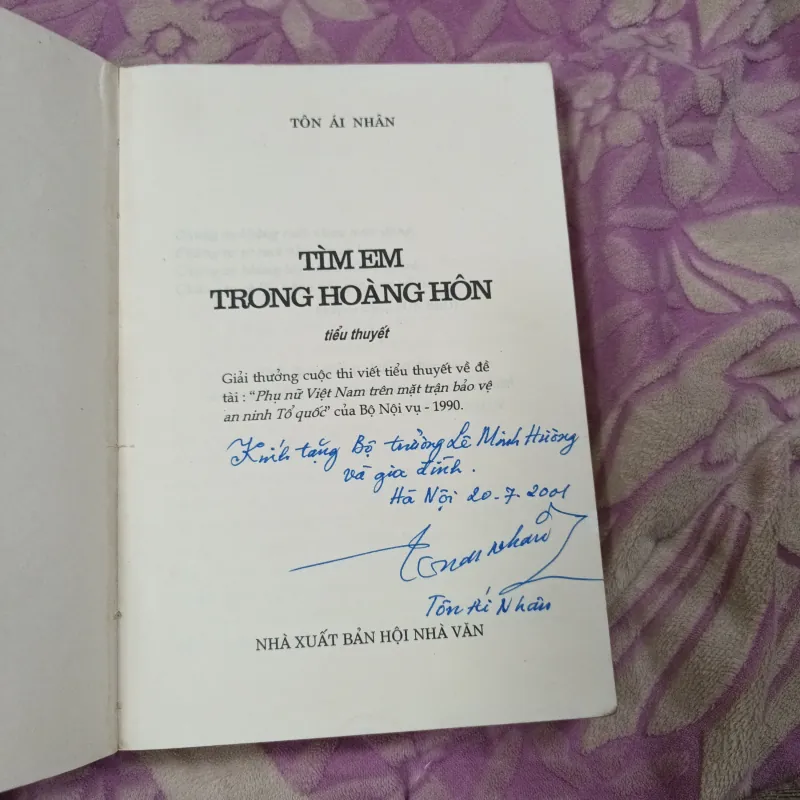 TÔN ÁI NHÂN
TÌM EM
TRONG HOÀNG HÔN
tiểu thuyết
Giải thưởng cuộc thi viết tiểu thuyết về đề
tài : "Phụ nữ Việt Nam trên mặt trận bảo vệ
an ninh Tổ quốc" của Bộ Nội vụ - 1990.
Kính tặng Bộ trưởng Lê Minh Hương
và gia đình.
Hà Nội 20-7-2001
Tôn Ái Nhân
NHÀ XUẤT BẢN HỘI NHÀ VĂN